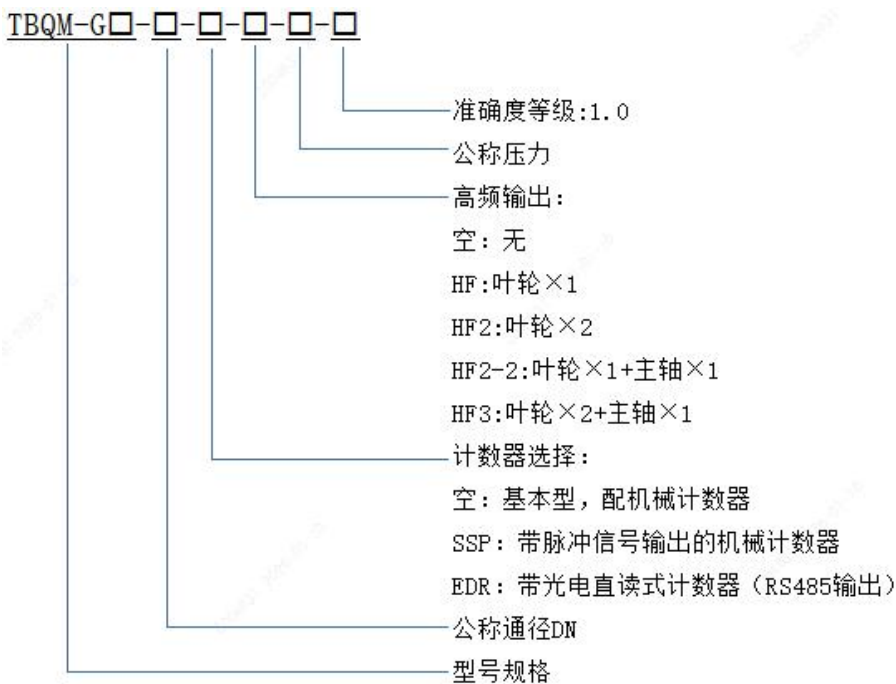 TBQM-G□-□-□-□-□-□
准确度等级:1.0
公称压力
高频输出：
空：无
HF:叶轮×1
HF2:叶轮×2
HF2-2:叶轮×1+主轴×1
HF3:叶轮×2+主轴×1
计数器选择：
空：基本型，配机械计数器
SSP：带脉冲信号输出的机械计数器
EDR：带光电直读式计数器（RS485输出）
公称通径DN
型号规格